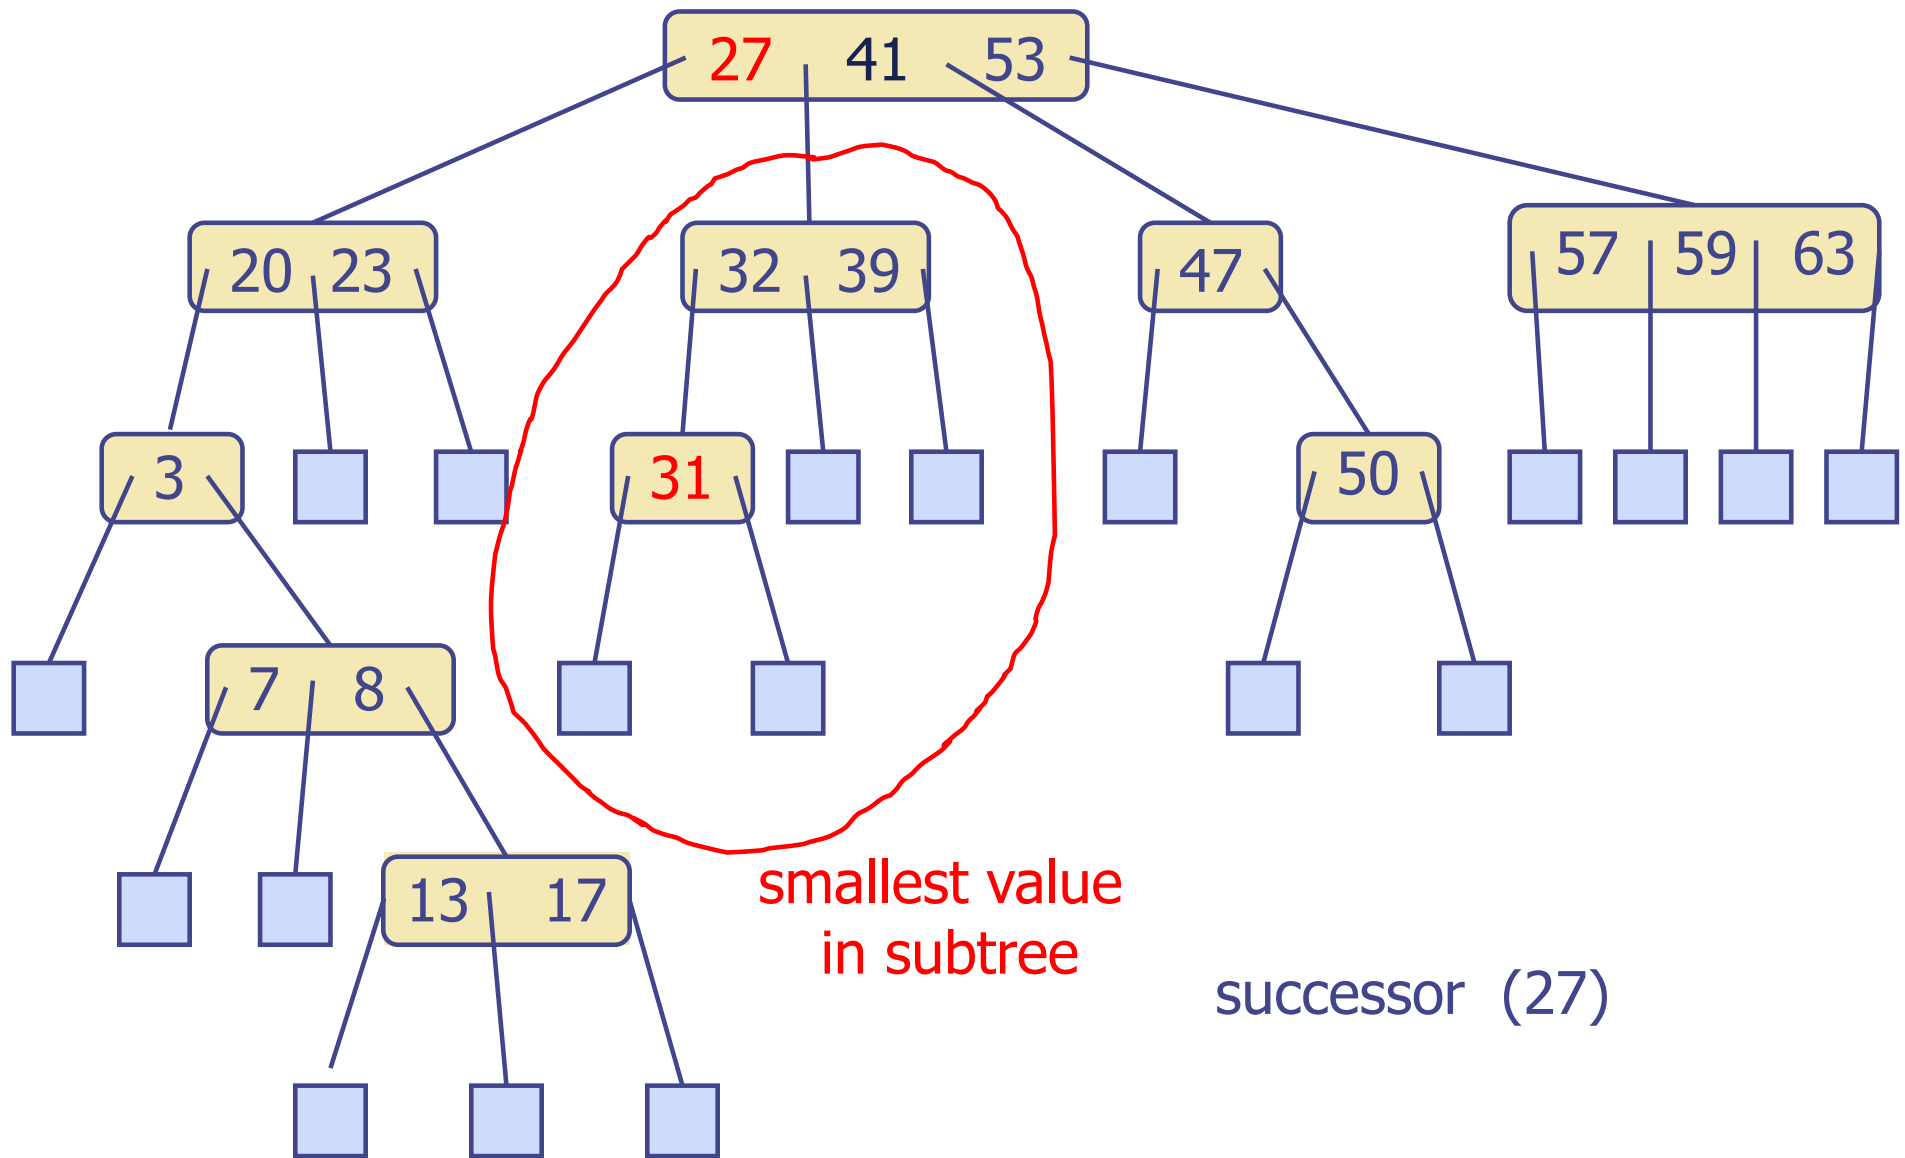 27 41 53
20 23
32 39
47
57 59 63
3
31
50
7 8
13 17
smallest value
in subtree
successor (27)